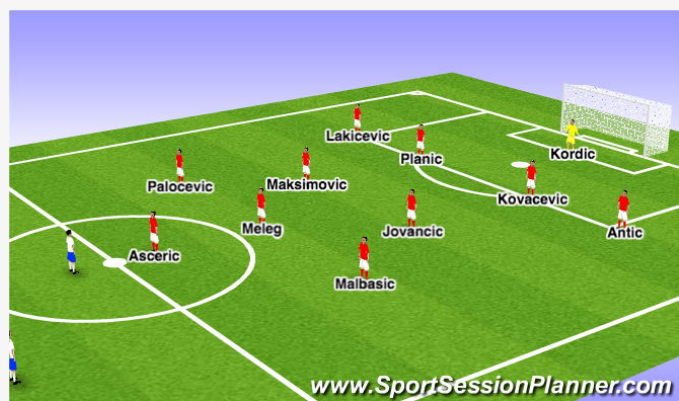 Lakicevic
Planic
Kordic
Palocevic
Maksimovic
Kovacevic
Meleg
Jovancic
Antic
Asceric
Malbasic
www.SportSessionPlanner.com